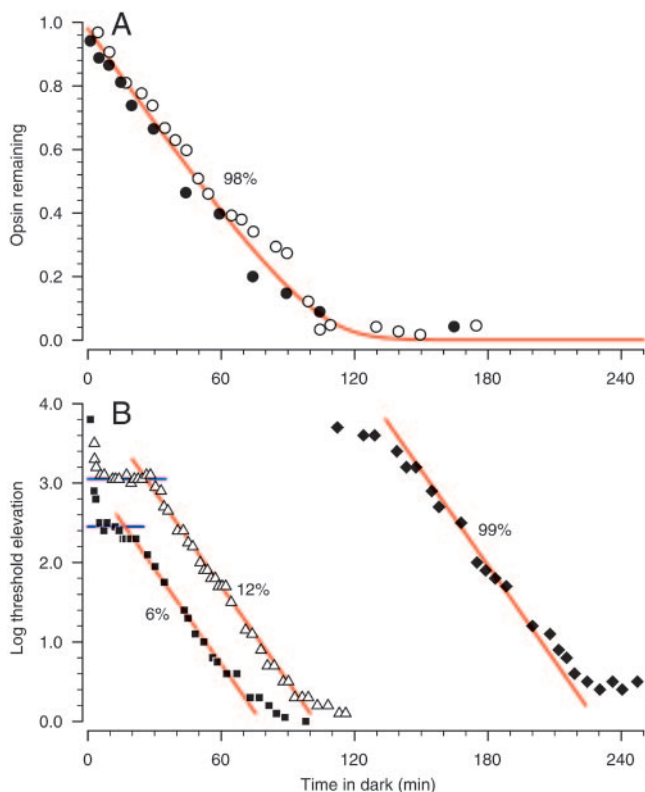 A
1.0
0.8
0.6
0.4
0.2
0.0
Opsin remaining
98%
0 60 120 180 240
B
4.0
3.0
2.0
1.0
0.0
Log threshold elevation
6%
12%
99%
0 60 120 180 240
Time in dark (min)